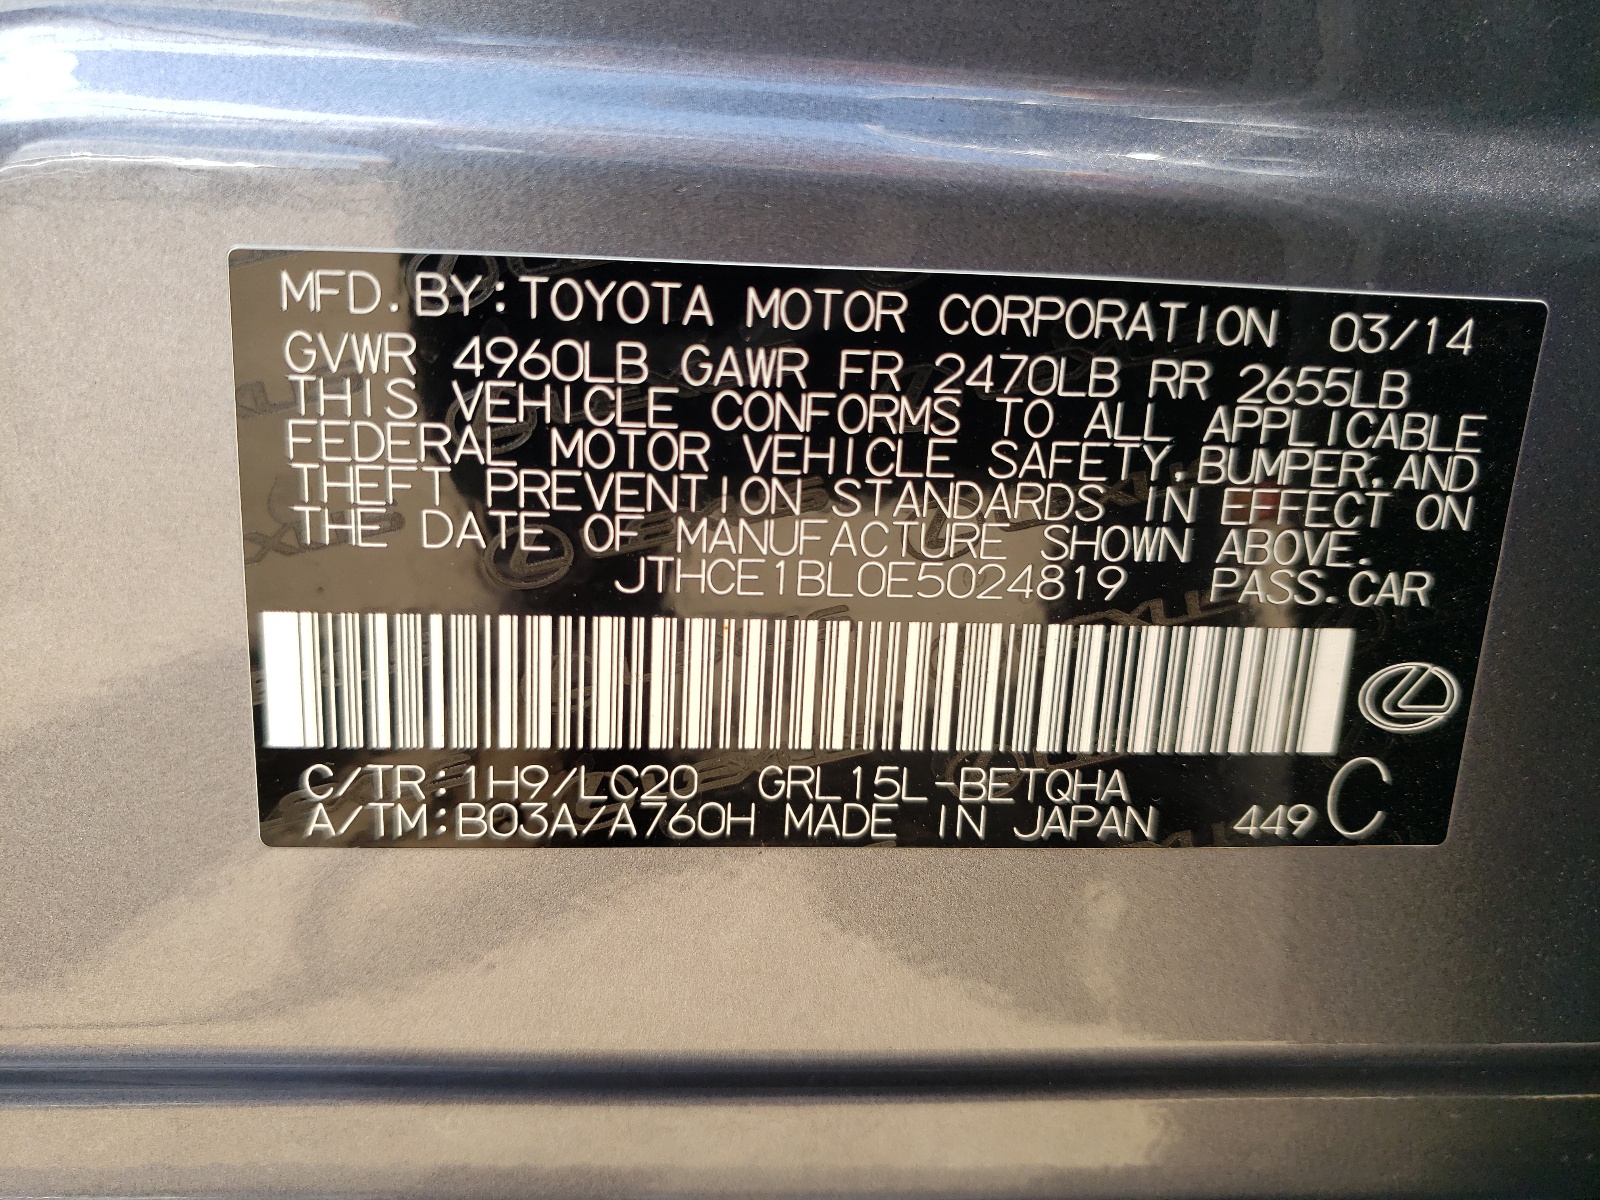 MFD. BY: TOYOTA MOTOR CORPORATION 03/14
GVWR 4960LB GAWR FR 2470LB RR 2655LB
THIS VEHICLE CONFORMS TO ALL APPLICABLE
FEDERAL MOTOR VEHICLE SAFETY, BUMPER, AND
THEFT PREVENTION STANDARDS IN EFFECT ON
THE DATE OF MANUFACTURE SHOWN ABOVE.
JTHCE1BL0E5024819 PASS. CAR
C/TR: 1H9/LC20 GRL15L-BETQHA
A/TM: B03A/A760H MADE IN JAPAN 449 C